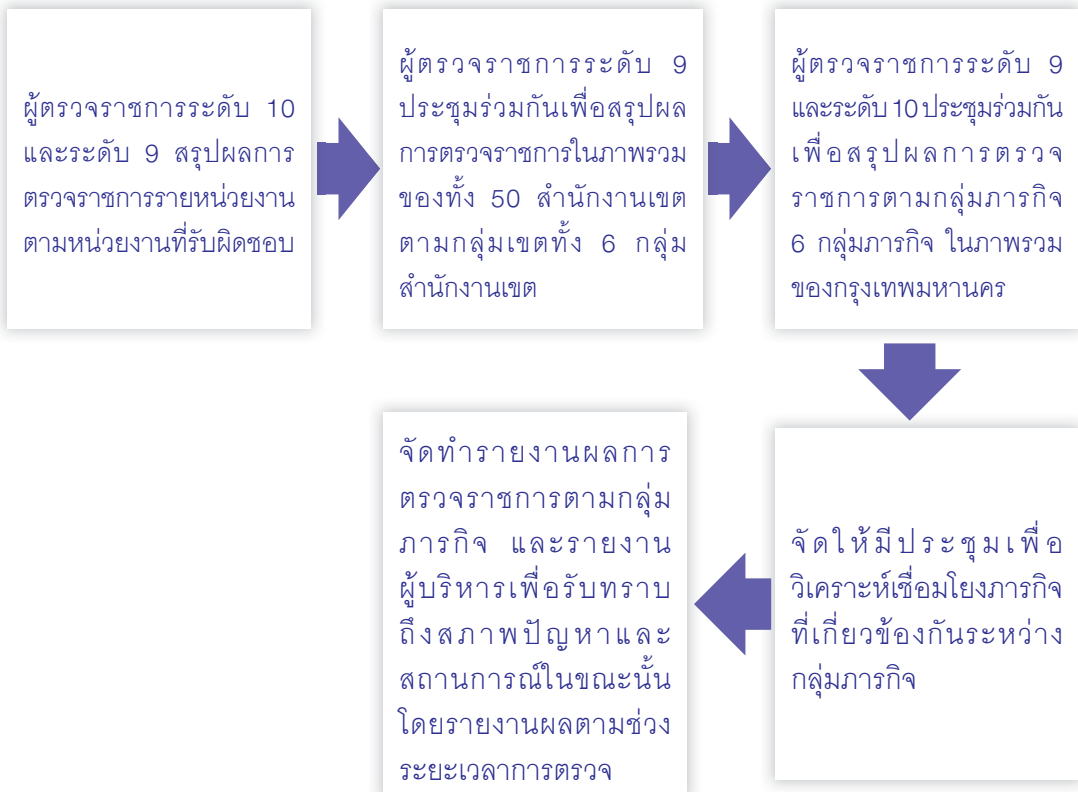 ผู้ตรวจราชการระดับ 10
และระดับ 9 สรุปผลการ
ตรวจราชการรายหน่วยงาน
ตามหน่วยงานที่รับผิดชอบ
ผู้ตรวจราชการระดับ 9
ประชุมร่วมกันเพื่อสรุปผล
การตรวจราชการในภาพรวม
ของทั้ง 50 สำนักงานเขต
ตามกลุ่มเขตทั้ง 6 กลุ่ม
สำนักงานเขต
ผู้ตรวจราชการระดับ 9
และระดับ 10 ประชุมร่วมกัน
เพื่อสรุปผลการตรวจ
ราชการตามกลุ่มภารกิจ
6 กลุ่มภารกิจ ในภาพรวม
ของกรุงเทพมหานคร
จัดให้มีประชุมเพื่อ
วิเคราะห์เชื่อมโยงภารกิจ
ที่เกี่ยวข้องกันระหว่าง
กลุ่มภารกิจ
จัดทำรายงานผลการ
ตรวจราชการตามกลุ่ม
ภารกิจ และรายงาน
ผู้บริหารเพื่อรับทราบ
ถึงสภาพปัญหาและ
สถานการณ์ในขณะนั้น
โดยรายงานผลตามช่วง
ระยะเวลาการตรวจ